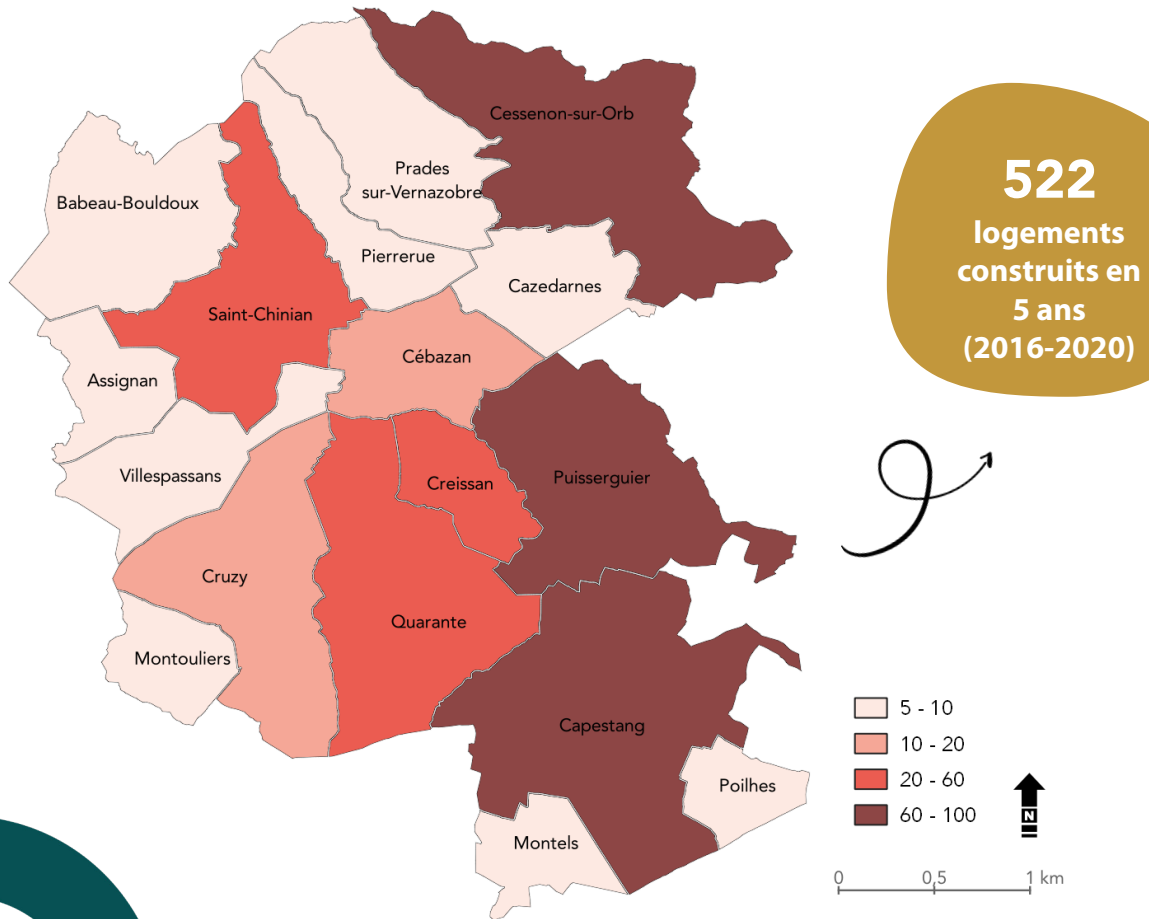 Cessenon-sur-Orb
Prades
sur-Vernazobre
Babeau-Bouldoux
Pierrerue
Cazedarnes
Saint-Chinian
Cébazan
Assignan
Villespassans
Creissan
Puisserguier
Cruzy
Quarante
Montouliers
Capestang
Poilhes
Montels
522
logements
construits en
5 ans
(2016-2020)
5 - 10
10 - 20
20 - 60
60 - 100
N
0 0,5 1 km